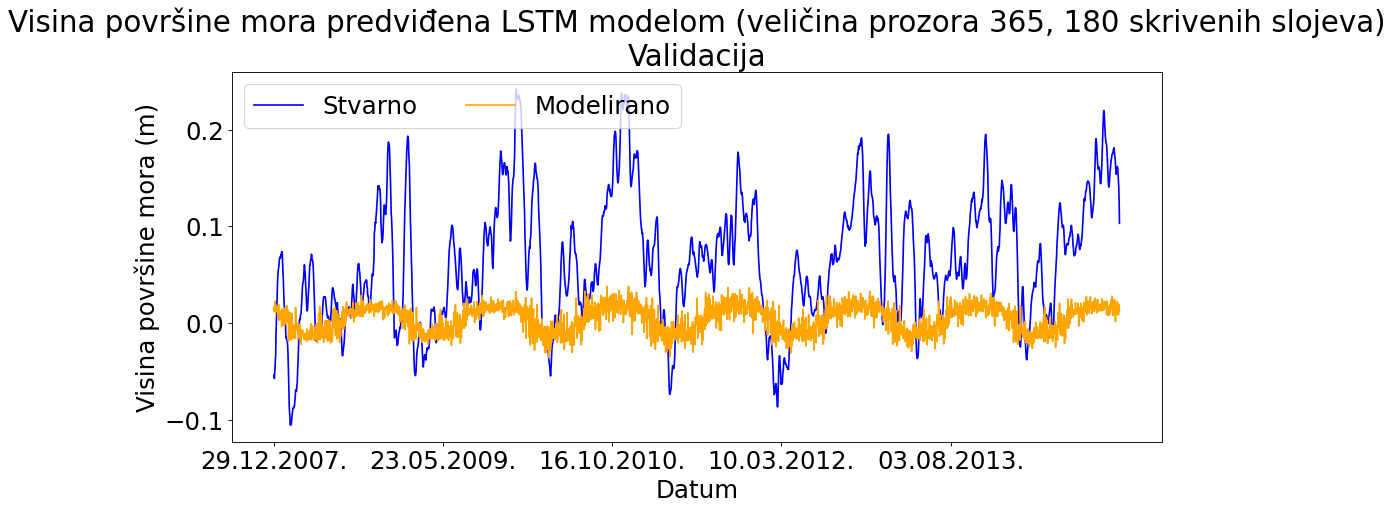 Visina površine mora predviđena LSTM modelom (veličina prozora 365, 180 skrivenih slojeva)
Validacija
Stvarno Modelirano
Visina površine mora (m)
0.2
0.1
0.0
−0.1
29.12.2007. 23.05.2009. 16.10.2010. 10.03.2012. 03.08.2013.
Datum